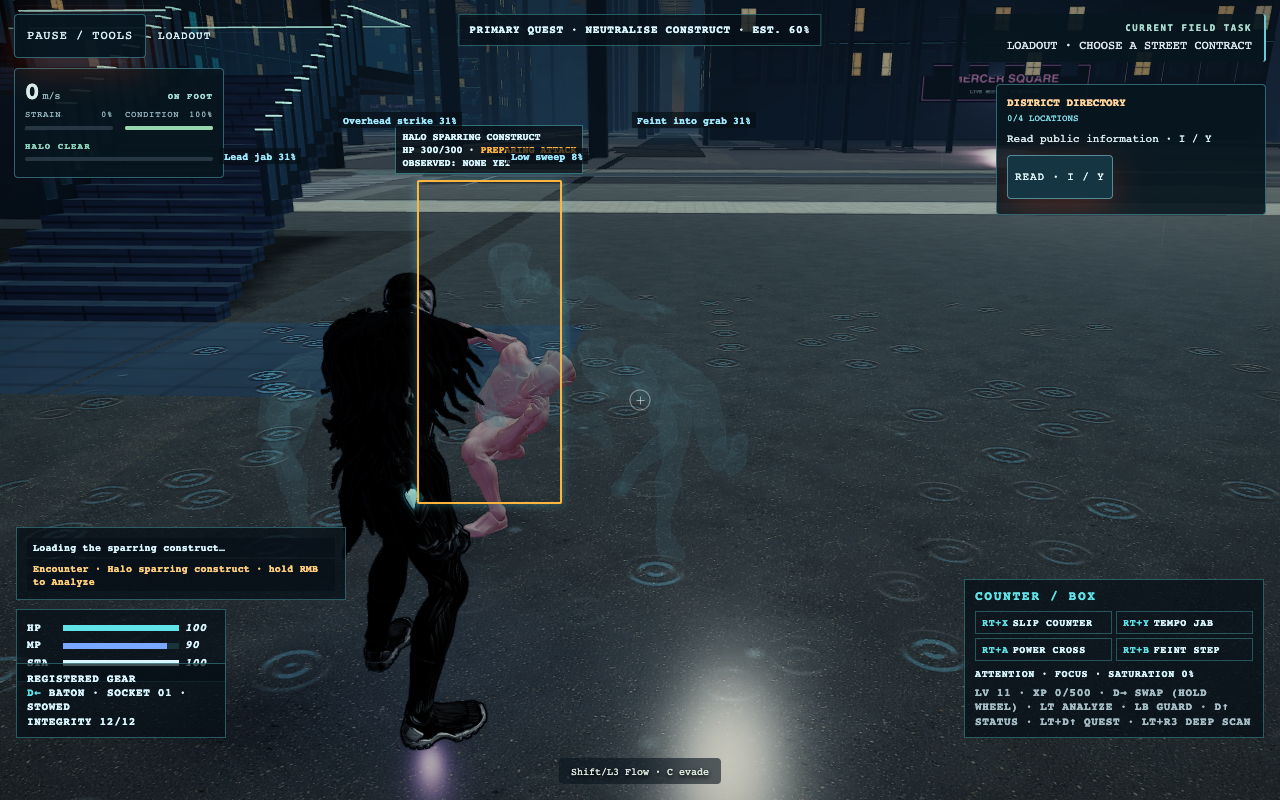 PAUSE / TOOLS
LOADOUT
PRIMARY QUEST · NEUTRALISE CONSTRUCT · EST. 60%
CURRENT FIELD TASK
LOADOUT · CHOOSE A STREET CONTRACT
0 m/s
ON FOOT
STRAIN 0%
CONDITION 100%
HALO CLEAR
MERCER SQUARE
DISTRICT DIRECTORY
0/4 LOCATIONS
Read public information · I / Y
READ · I / Y
Overhead strike 31%
Feint into grab 31%
HALO SPARRING CONSTRUCT
HP 300/300 · PREPARING ATTACK
OBSERVED: NONE YET
Lead jab 31%
Low sweep 8%
Loading the sparring construct…
Encounter · Halo sparring construct · hold RMB
to Analyze
HP 100
MP 90
STA 100
REGISTERED GEAR
D← BATON · SOCKET 01 ·
STOWED
INTEGRITY 12/12
COUNTER / BOX
RT+X SLIP COUNTER
RT+Y TEMPO JAB
RT+A POWER CROSS
RT+B FEINT STEP
ATTENTION · FOCUS · SATURATION 0%
LV 11 · XP 0/500 · D→ SWAP (HOLD
WHEEL) · LT ANALYZE · LB GUARD · D↑
STATUS · LT+D↑ QUEST · LT+R3 DEEP SCAN
Shift/L3 Flow · C evade